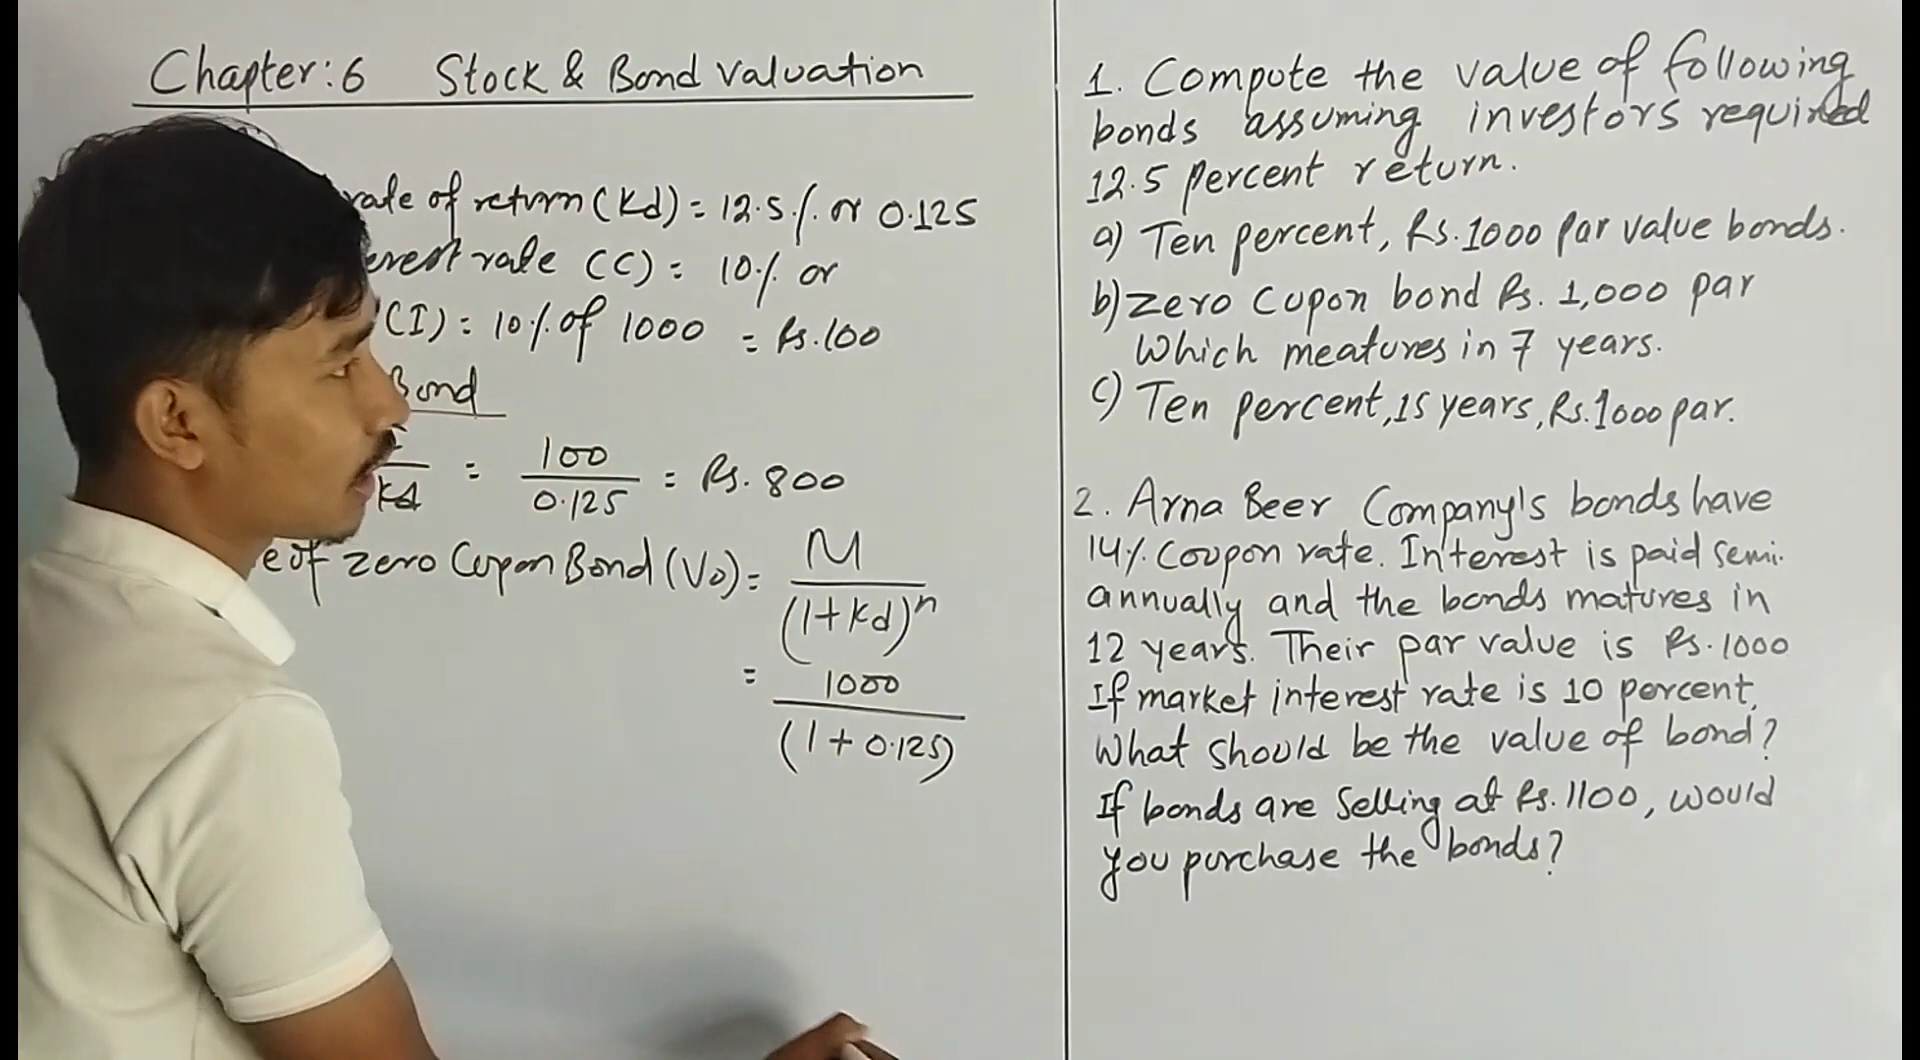 Chapter:6 Stock & Bond Valuation
rate of return (Kd) = 12.5% or 0.125
erest rate (C) = 10% or
(I) = 10% of 1000 = Rs.100
Bond
I/Kd = 100/0.125 = Rs. 800
e of zero Cupon Bond (V0) = M/(1+Kd)^n
= 1000/(1+0.125)
1. Compute the value of following
bonds assuming investors required
12.5 percent return.
a) Ten percent, Rs.1000 par value bonds.
b) Zero Cupon bond Rs. 1,000 par
Which meatures in 7 years.
c) Ten percent, 15 years, Rs.1000 par.
2. Arna Beer Company's bonds have
14% Coupon rate. Interest is paid semi-
annually and the bonds matures in
12 years. Their par value is Rs.1000
If market interest rate is 10 percent,
What should be the value of bond?
If bonds are Selling at Rs.1100, would
you purchase the bonds?